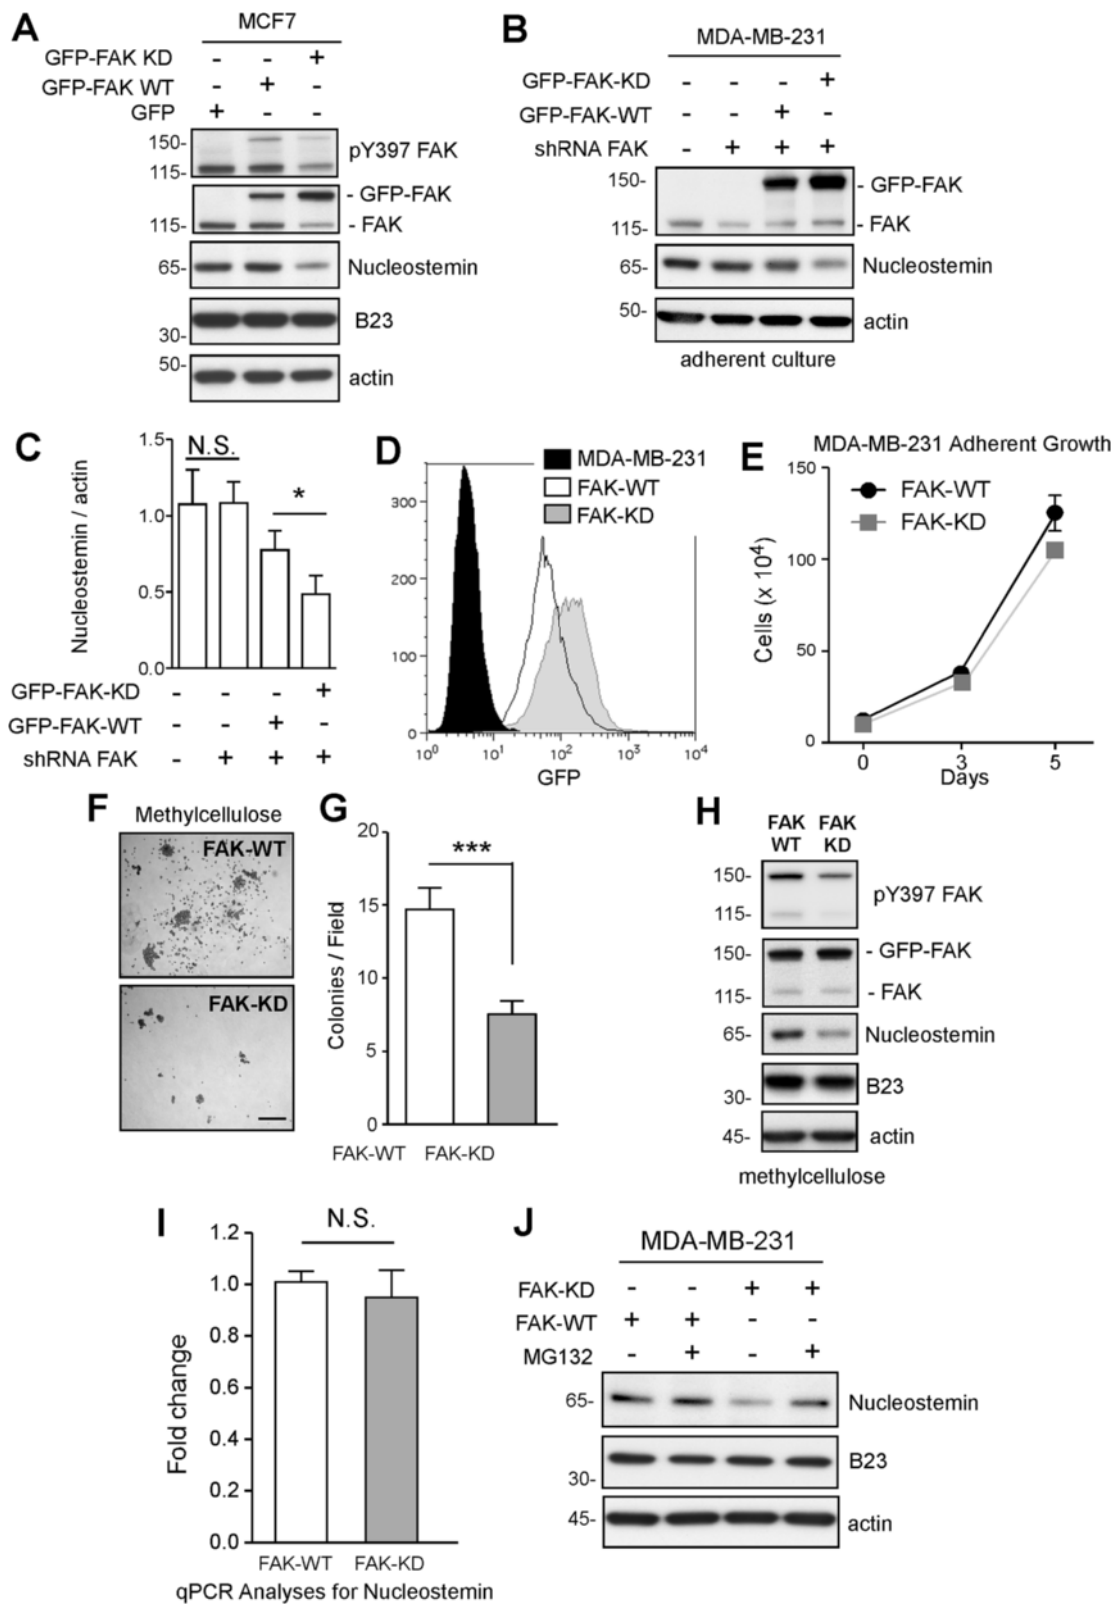 A
MCF7
GFP-FAK KD - - +
GFP-FAK WT - + -
GFP + - -
150-
115-
pY397 FAK
115-
- GFP-FAK
- FAK
65-
Nucleostemin
30-
B23
50-
actin
B
MDA-MB-231
GFP-FAK-KD - - - +
GFP-FAK-WT - - + -
shRNA FAK - + + +
150-
115-
- GFP-FAK
- FAK
65-
Nucleostemin
50-
actin
adherent culture
C
Nucleostemin / actin
1.5
1.0
0.5
0.0
N.S.
*
GFP-FAK-KD - - - +
GFP-FAK-WT - - + -
shRNA FAK - + + +
D
MDA-MB-231
FAK-WT
FAK-KD
300
200
100
0
10⁰ 10¹ 10² 10³ 10⁴
GFP
E
MDA-MB-231 Adherent Growth
FAK-WT
FAK-KD
Cells (x 10⁴)
150
100
50
0
0 3 5
Days
F
Methylcellulose
FAK-WT
FAK-KD
G
Colonies / Field
20
15
10
5
0
***
FAK-WT FAK-KD
H
FAK FAK
WT KD
150-
115-
pY397 FAK
150-
115-
- GFP-FAK
- FAK
65-
Nucleostemin
30-
B23
45-
actin
methylcellulose
I
Fold change
1.2
1.0
0.8
0.6
0.4
0.2
0.0
N.S.
FAK-WT FAK-KD
qPCR Analyses for Nucleostemin
J
MDA-MB-231
FAK-KD - - + +
FAK-WT + + - -
MG132 - + - +
65-
Nucleostemin
30-
B23
45-
actin